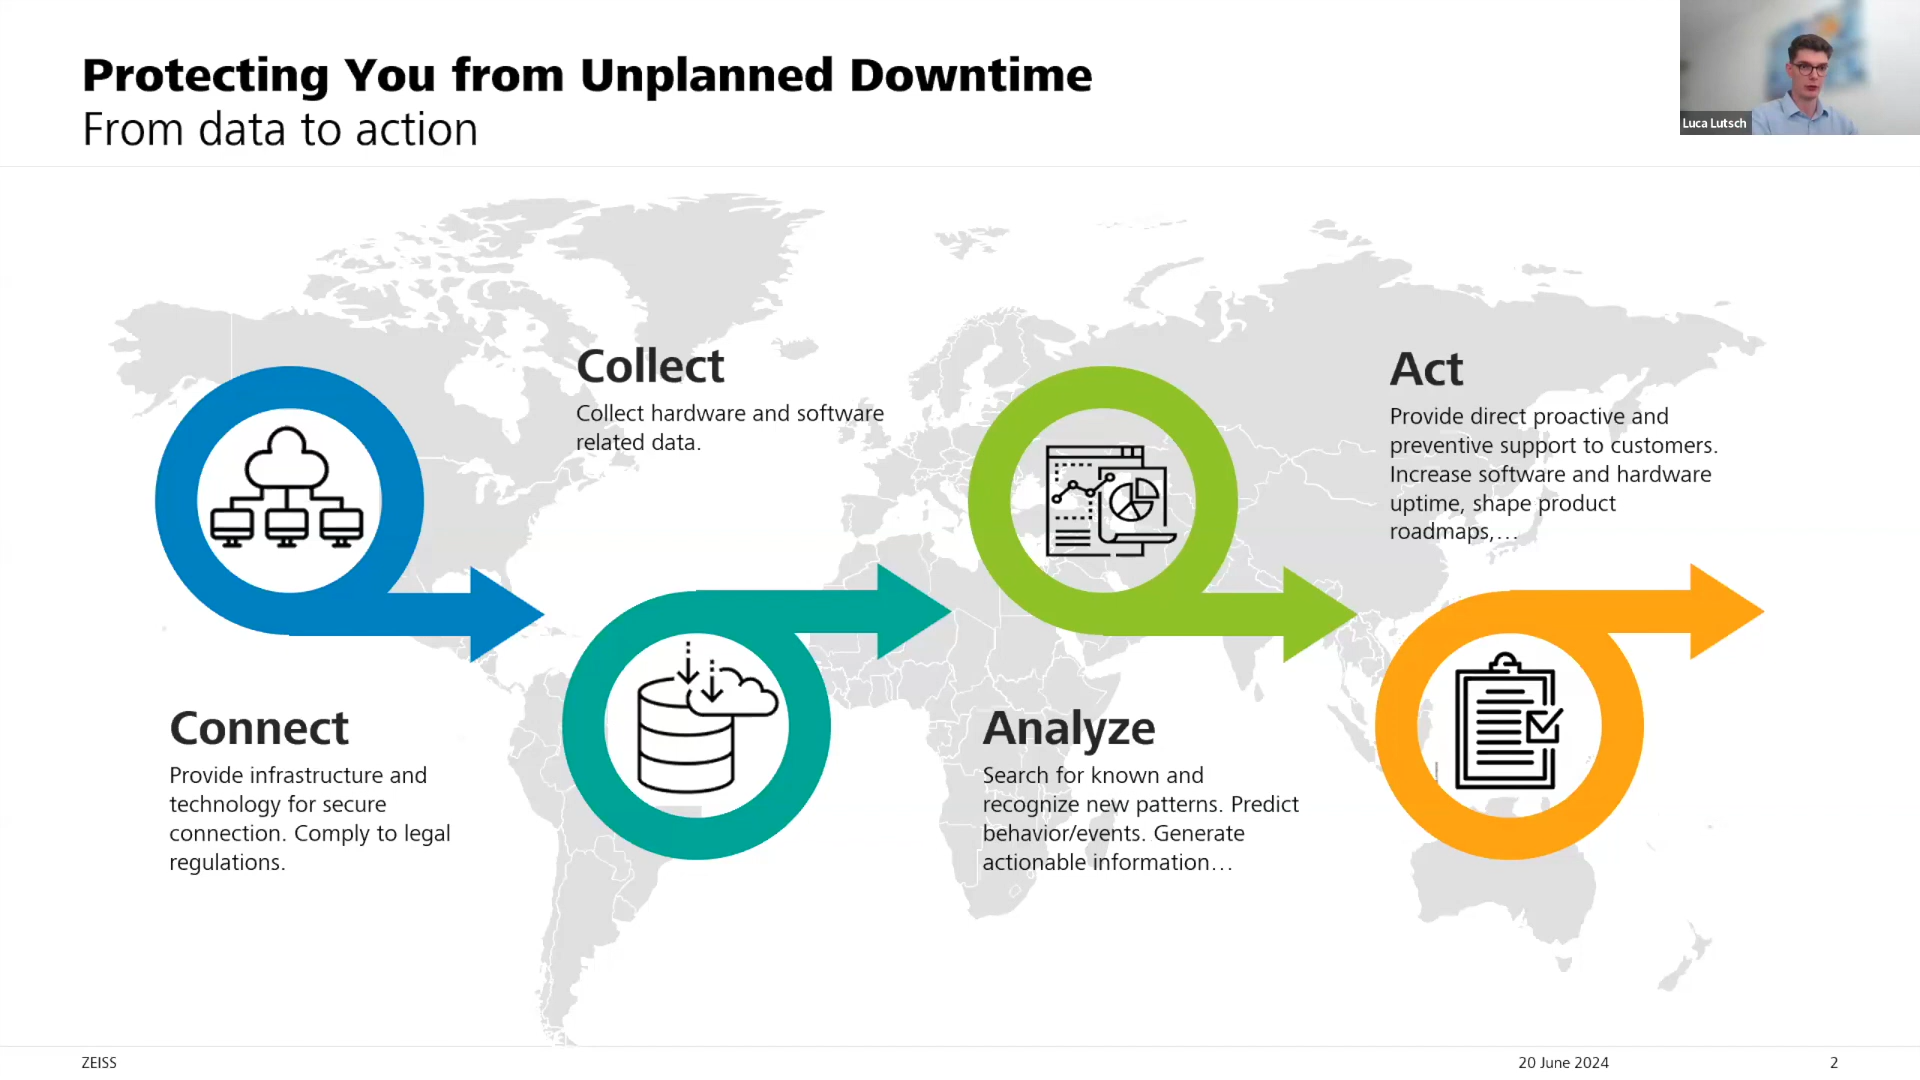 Protecting You from Unplanned Downtime
From data to action
Luca Lutsch
Connect
Provide infrastructure and
technology for secure
connection. Comply to legal
regulations.
Collect
Collect hardware and software
related data.
Analyze
Search for known and
recognize new patterns. Predict
behavior/events. Generate
actionable information…
Act
Provide direct proactive and
preventive support to customers.
Increase software and hardware
uptime, shape product
roadmaps,…
ZEISS
20 June 2024
2